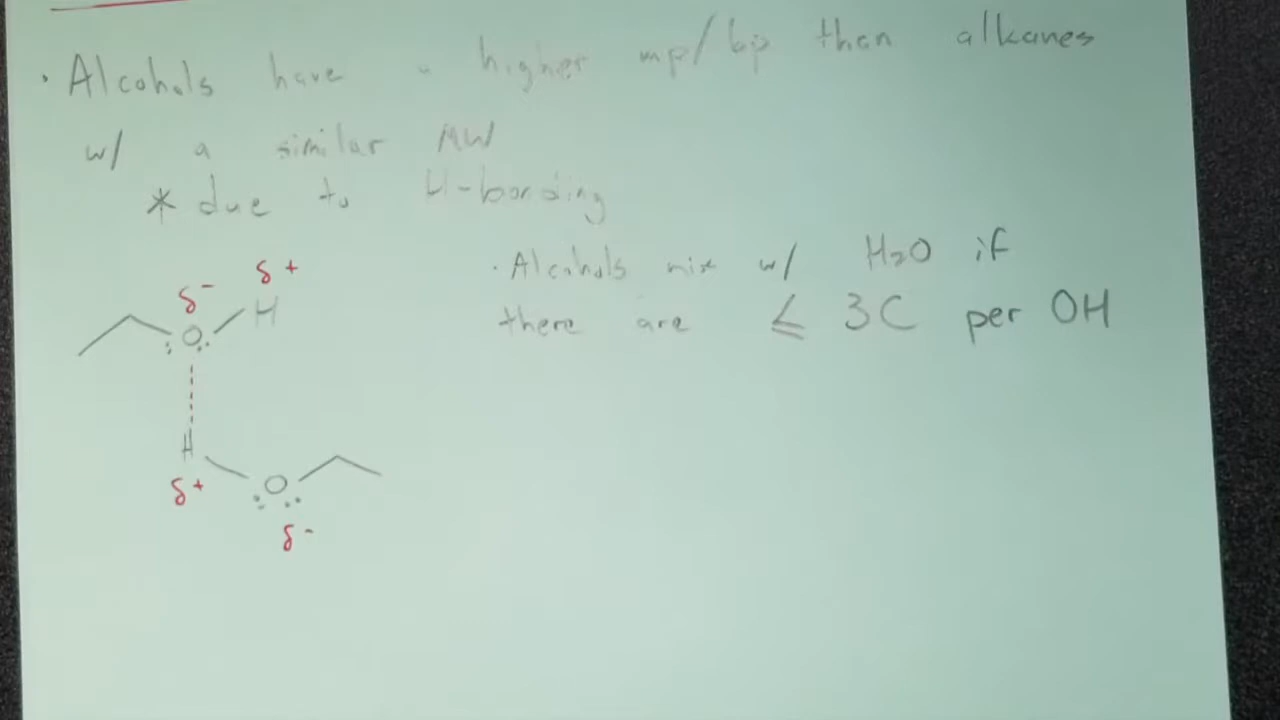 · Alcohols have a higher mp/bp than alkanes
w/ a similar MW
* due to H-bonding
· Alcohols mix w/ H₂O if
there are ≤ 3C per OH
δ- δ+
O H
H
δ+ O
δ-